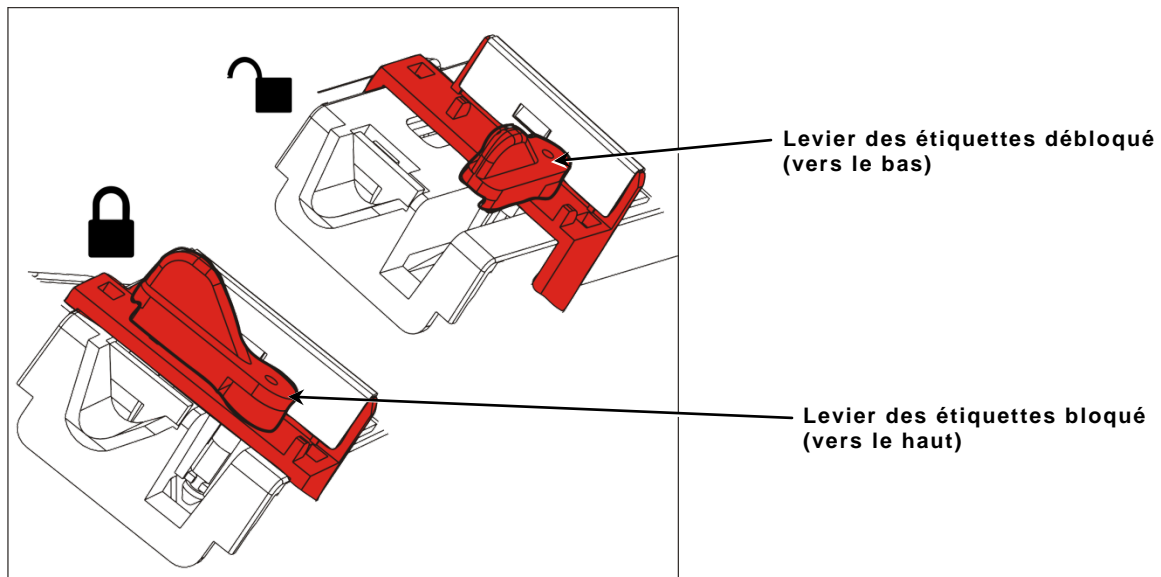 Levier des étiquettes débloqué
(vers le bas)
Levier des étiquettes bloqué
(vers le haut)